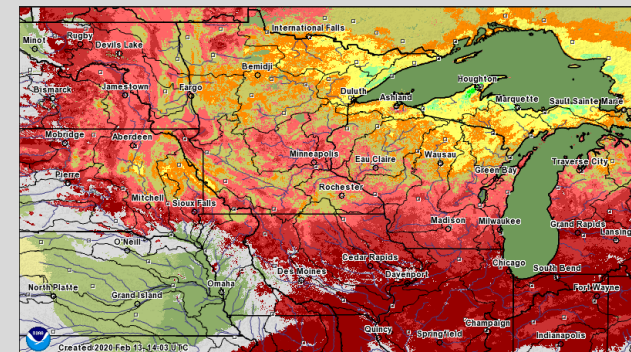 International Falls
Minot
Rugby
Devils Lake
Bemidji
Houghton
Bismarck
Jamestown
Fargo
Duluth
Ashland
Marquette
Sault Sainte Marie
Mobridge
Aberdeen
Minneapolis
Eau Claire
Wausau
Green Bay
Traverse City
Pierre
Rochester
Mitchell
Sioux Falls
Madison
Milwaukee
Grand Rapids
Lansing
O'Neill
Cedar Rapids
Chicago
South Bend
Des Moines
Davenport
North Platte
Grand Island
Omaha
Fort Wayne
Quincy
Springfield
Champaign
Indianapolis
NOAA
Created:2020 Feb 13, 14:03 UTC